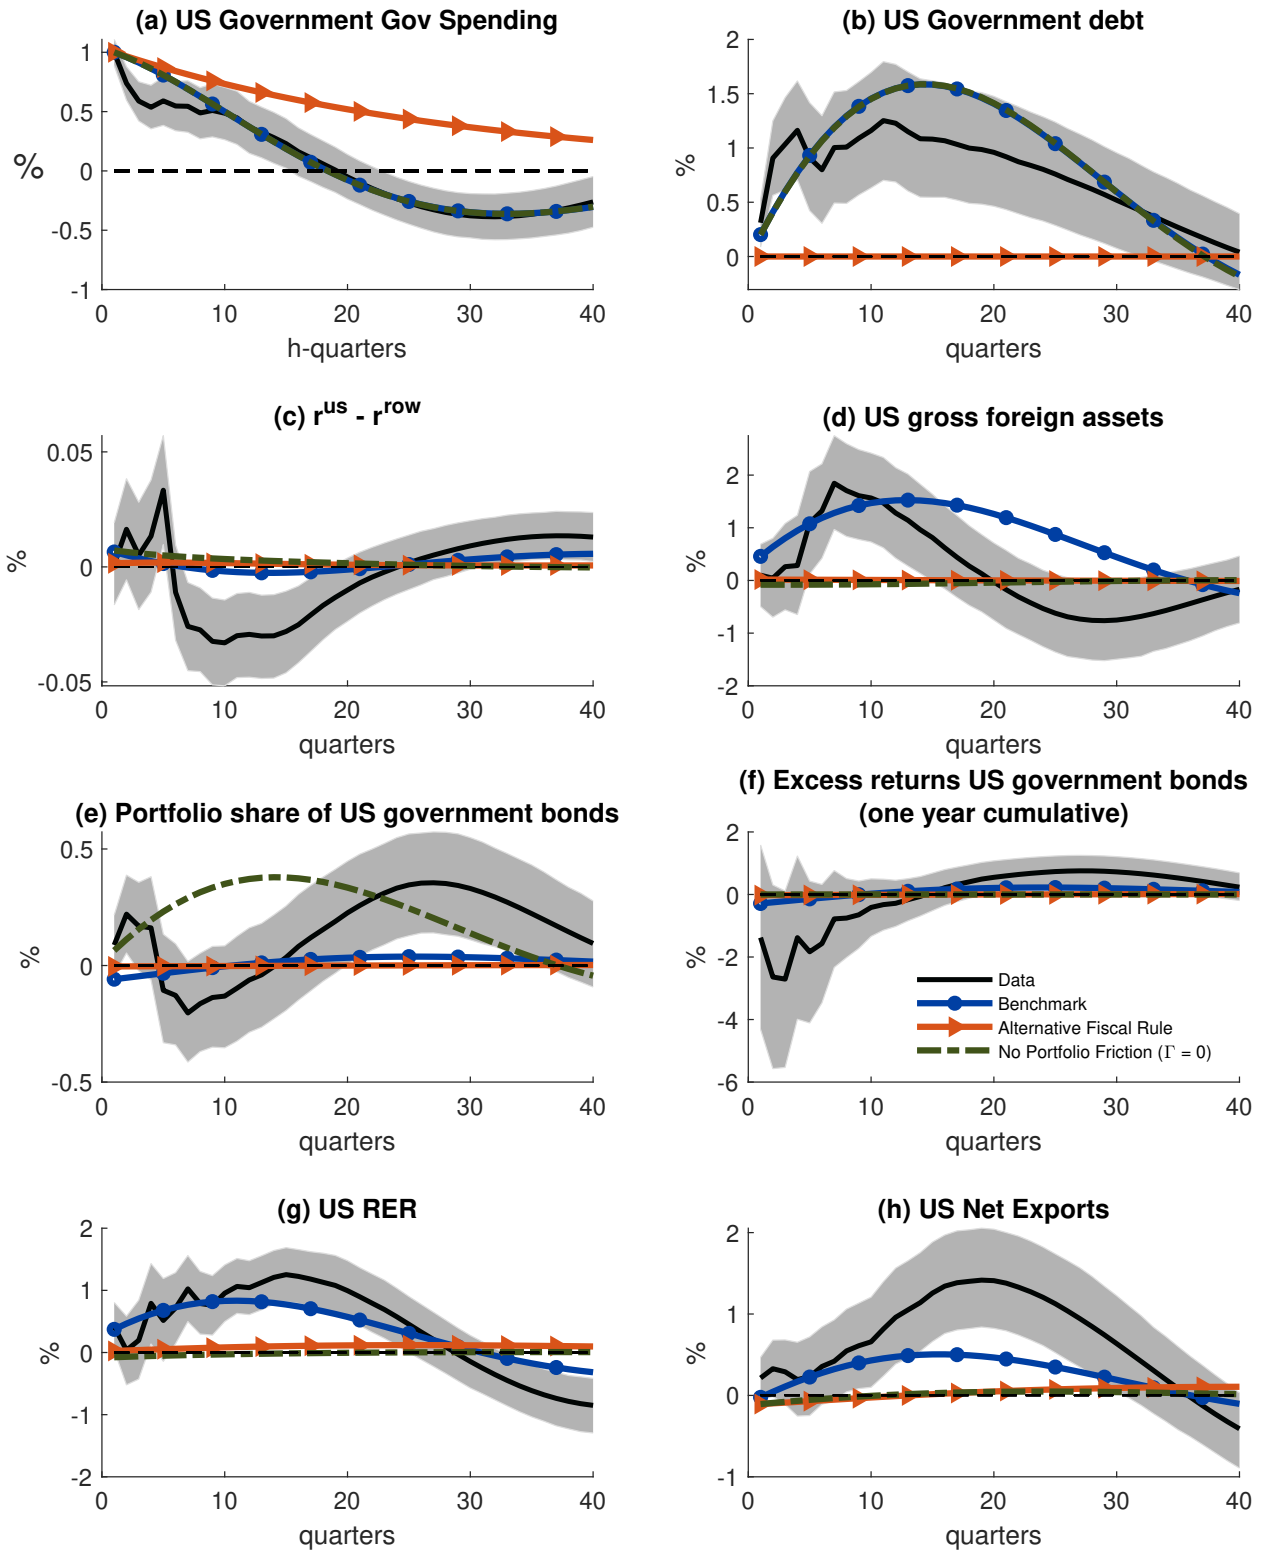 (a) US Government Gov Spending
1
0.5
0
-0.5
-1
%
0 10 20 30 40
h-quarters
(b) US Government debt
2
1.5
1
0.5
0
%
0 10 20 30 40
quarters
(c) r^us - r^row
0.05
0
-0.05
%
0 10 20 30 40
quarters
(d) US gross foreign assets
2
1
0
-1
-2
%
0 10 20 30 40
quarters
(e) Portfolio share of US government bonds
0.5
0
-0.5
%
0 10 20 30 40
quarters
(f) Excess returns US government bonds
(one year cumulative)
2
0
-2
-4
-6
%
Data
Benchmark
Alternative Fiscal Rule
No Portfolio Friction (Γ = 0)
0 10 20 30 40
quarters
(g) US RER
2
1
0
-1
-2
%
0 10 20 30 40
quarters
(h) US Net Exports
2
1
0
-1
%
0 10 20 30 40
quarters